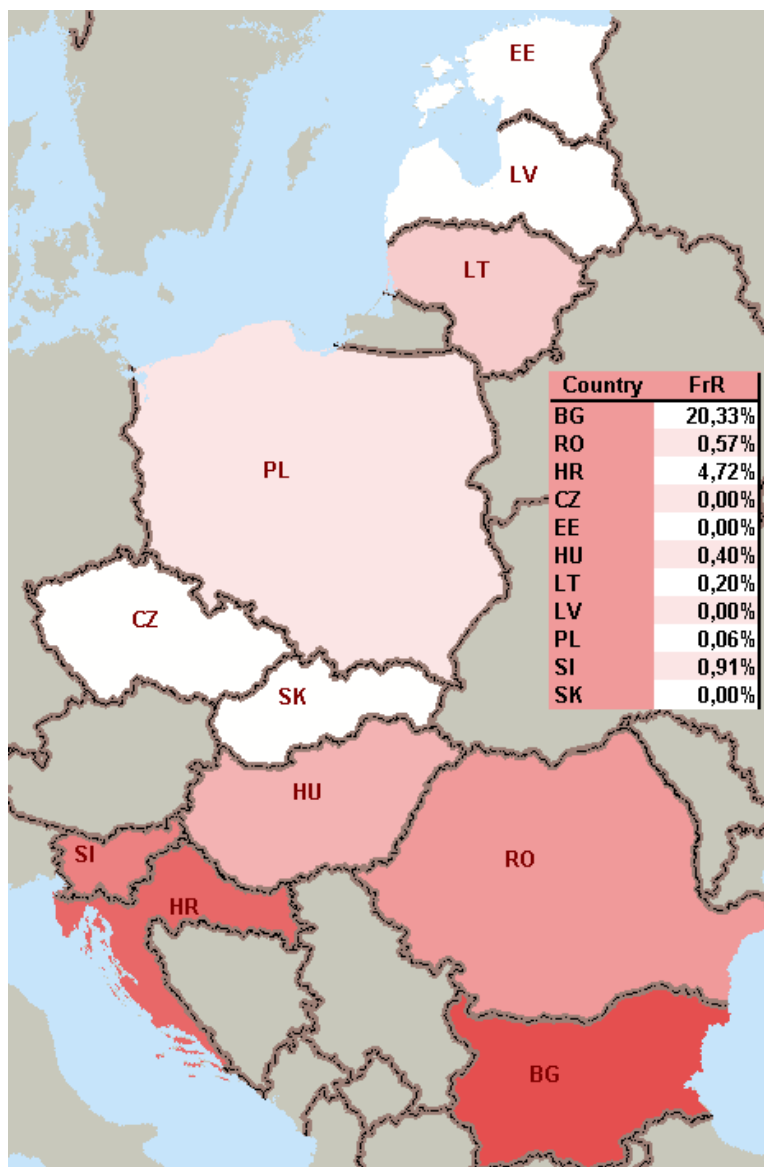 EE
LV
LT
Country FrR
BG 20,33%
RO 0,57%
HR 4,72%
CZ 0,00%
EE 0,00%
HU 0,40%
LT 0,20%
LV 0,00%
PL 0,06%
SI 0,91%
SK 0,00%
PL
CZ
SK
HU
SI
RO
HR
BG